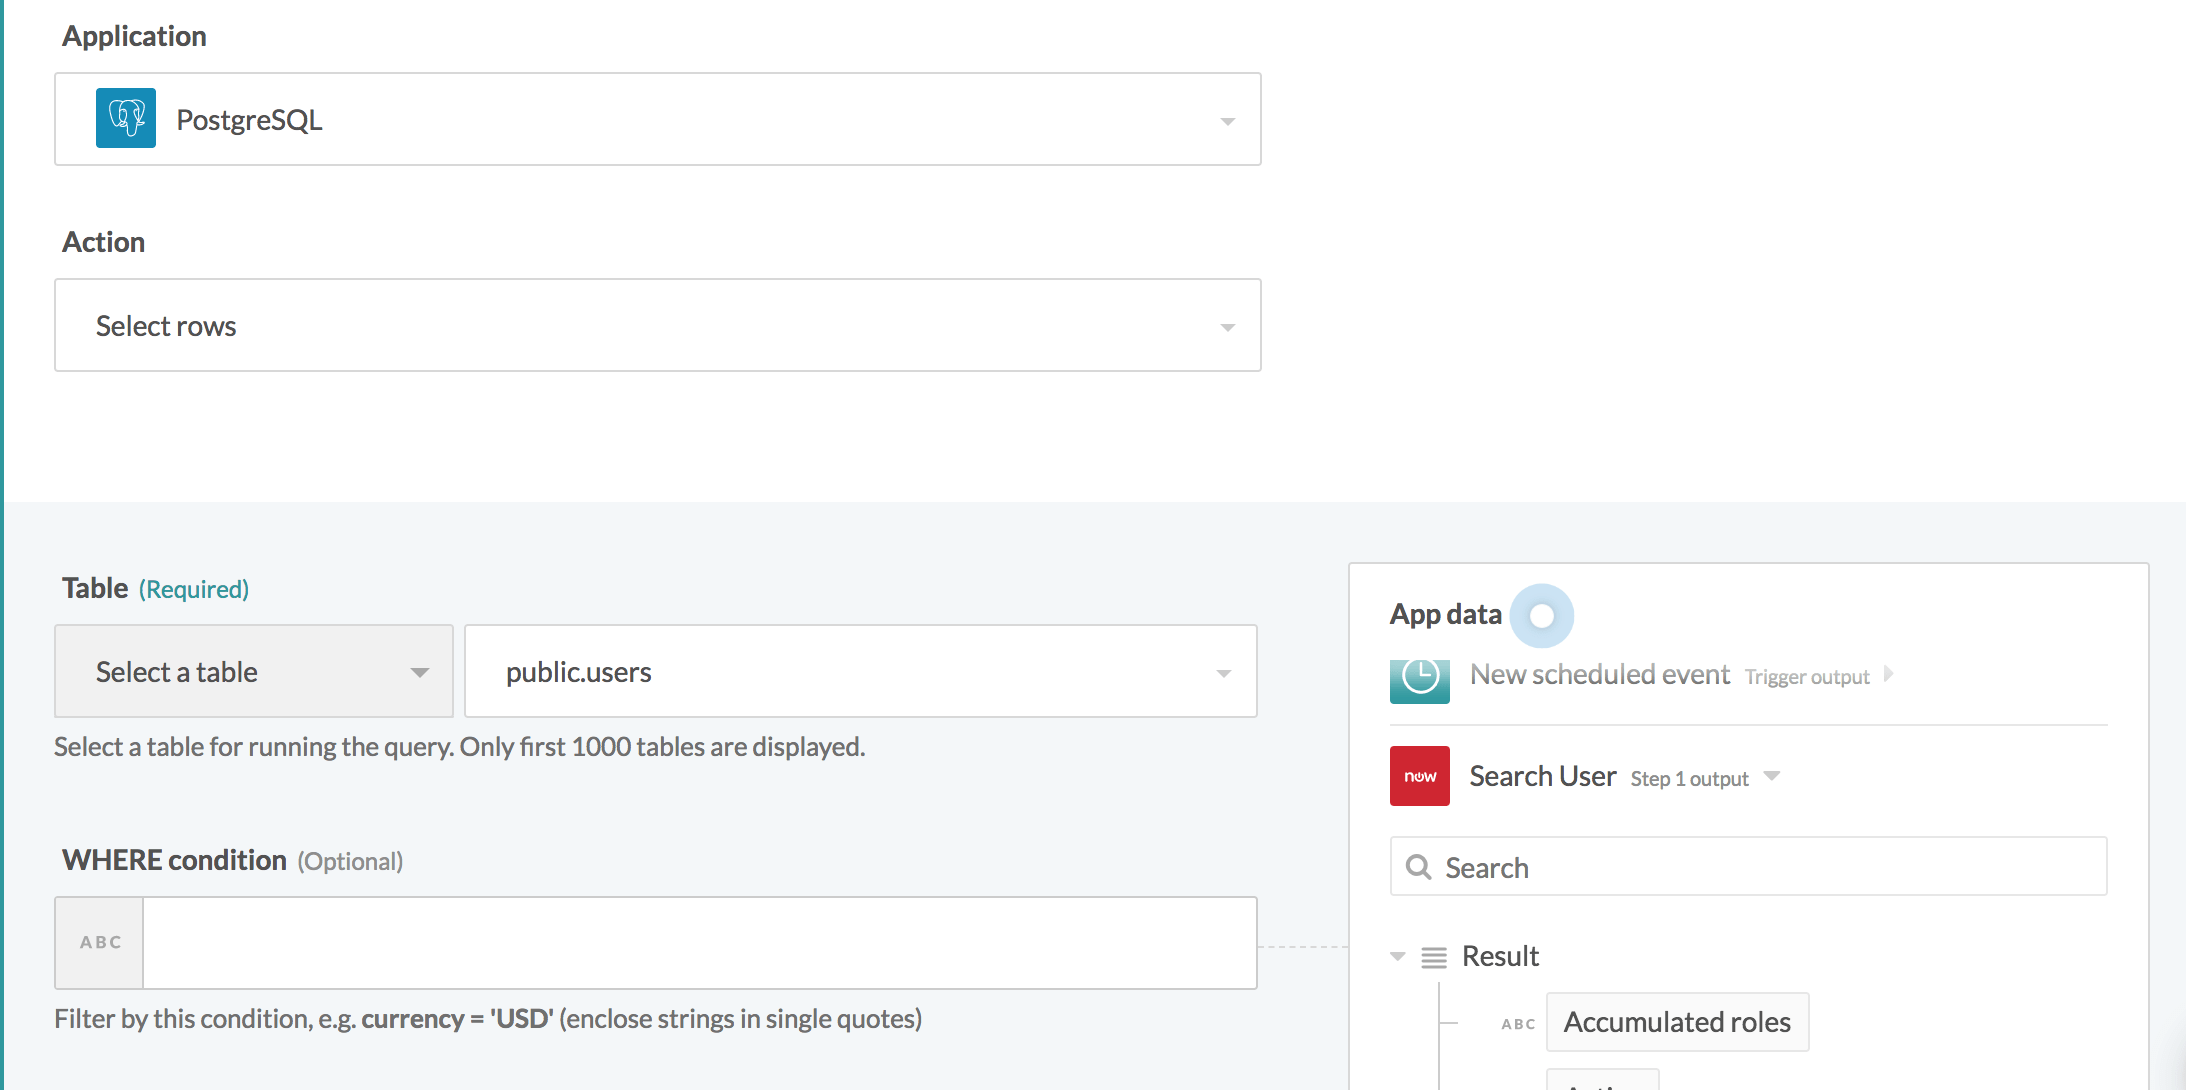 Application
PostgreSQL
Action
Select rows
Table (Required)
Select a table
public.users
Select a table for running the query. Only first 1000 tables are displayed.
WHERE condition (Optional)
ABC
Filter by this condition, e.g. currency = 'USD' (enclose strings in single quotes)
App data
New scheduled event Trigger output
now
Search User Step 1 output
Search
Result
ABC Accumulated roles